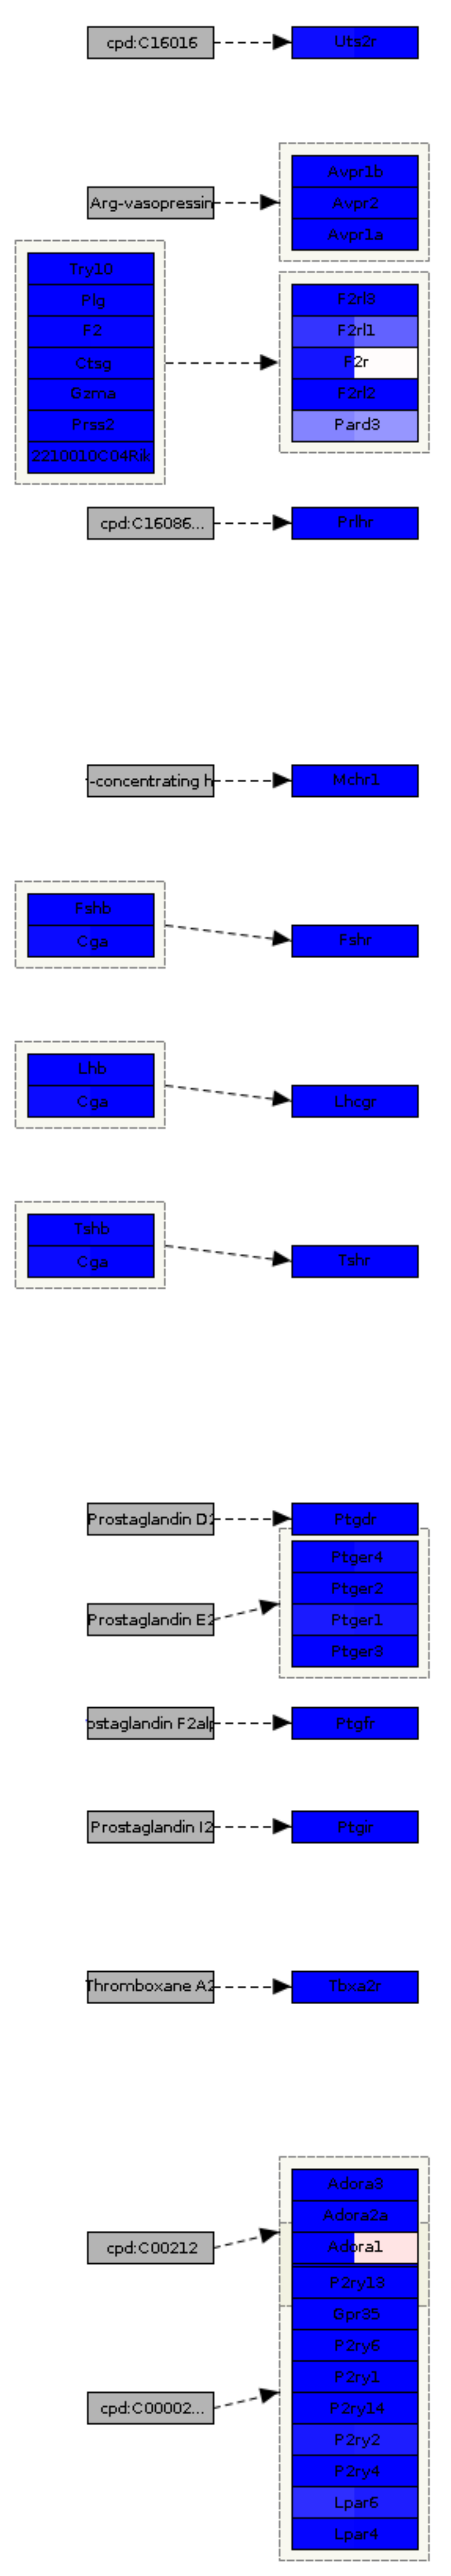 cpd:C16016
Uts2r
Avpr1b
Arg-vasopressin
Avpr2
Avpr1a
Try10
Plg
F2
Ctsg
Gzma
Prss2
2210010C04Rik
F2rl3
F2rl1
F2r
F2rl2
Pard3
cpd:C16086...
Prlhr
-concentrating h
Mchr1
Fshb
Cga
Fshr
Lhb
Cga
Lhcgr
Tshb
Cga
Tshr
Prostaglandin D2
Ptgdr
Ptger4
Ptger2
Prostaglandin E2
Ptger1
Ptger3
ostaglandin F2alp
Ptgfr
Prostaglandin I2
Ptgir
Thromboxane A2
Tbxa2r
Adora3
Adora2a
cpd:C00212
Adora1
P2ry13
Gpr35
P2ry6
P2ry1
cpd:C00002...
P2ry14
P2ry2
P2ry4
Lpar6
Lpar4